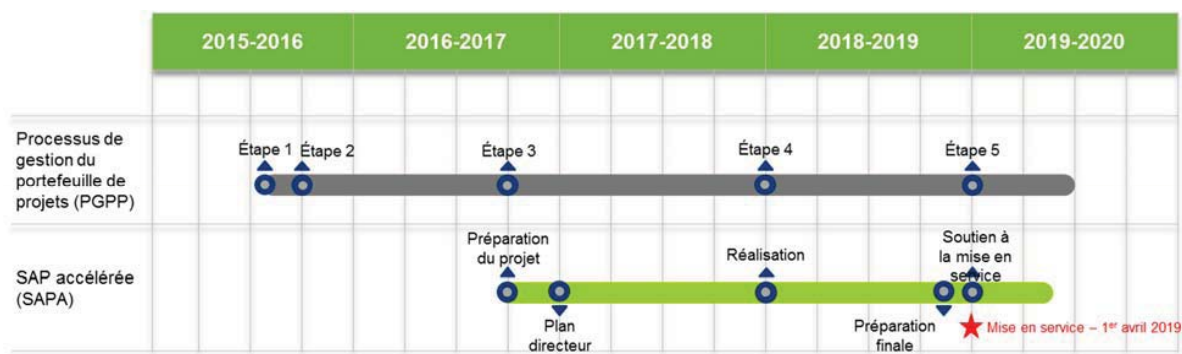 2015-2016
2016-2017
2017-2018
2018-2019
2019-2020
Processus de
gestion du
portefeuille de
projets (PGPP)
Étape 1
Étape 2
Étape 3
Étape 4
Étape 5
SAP accélérée
(SAPA)
Préparation
du projet
Plan
directeur
Réalisation
Préparation
finale
Soutien à
la mise en
service
Mise en service – 1er avril 2019